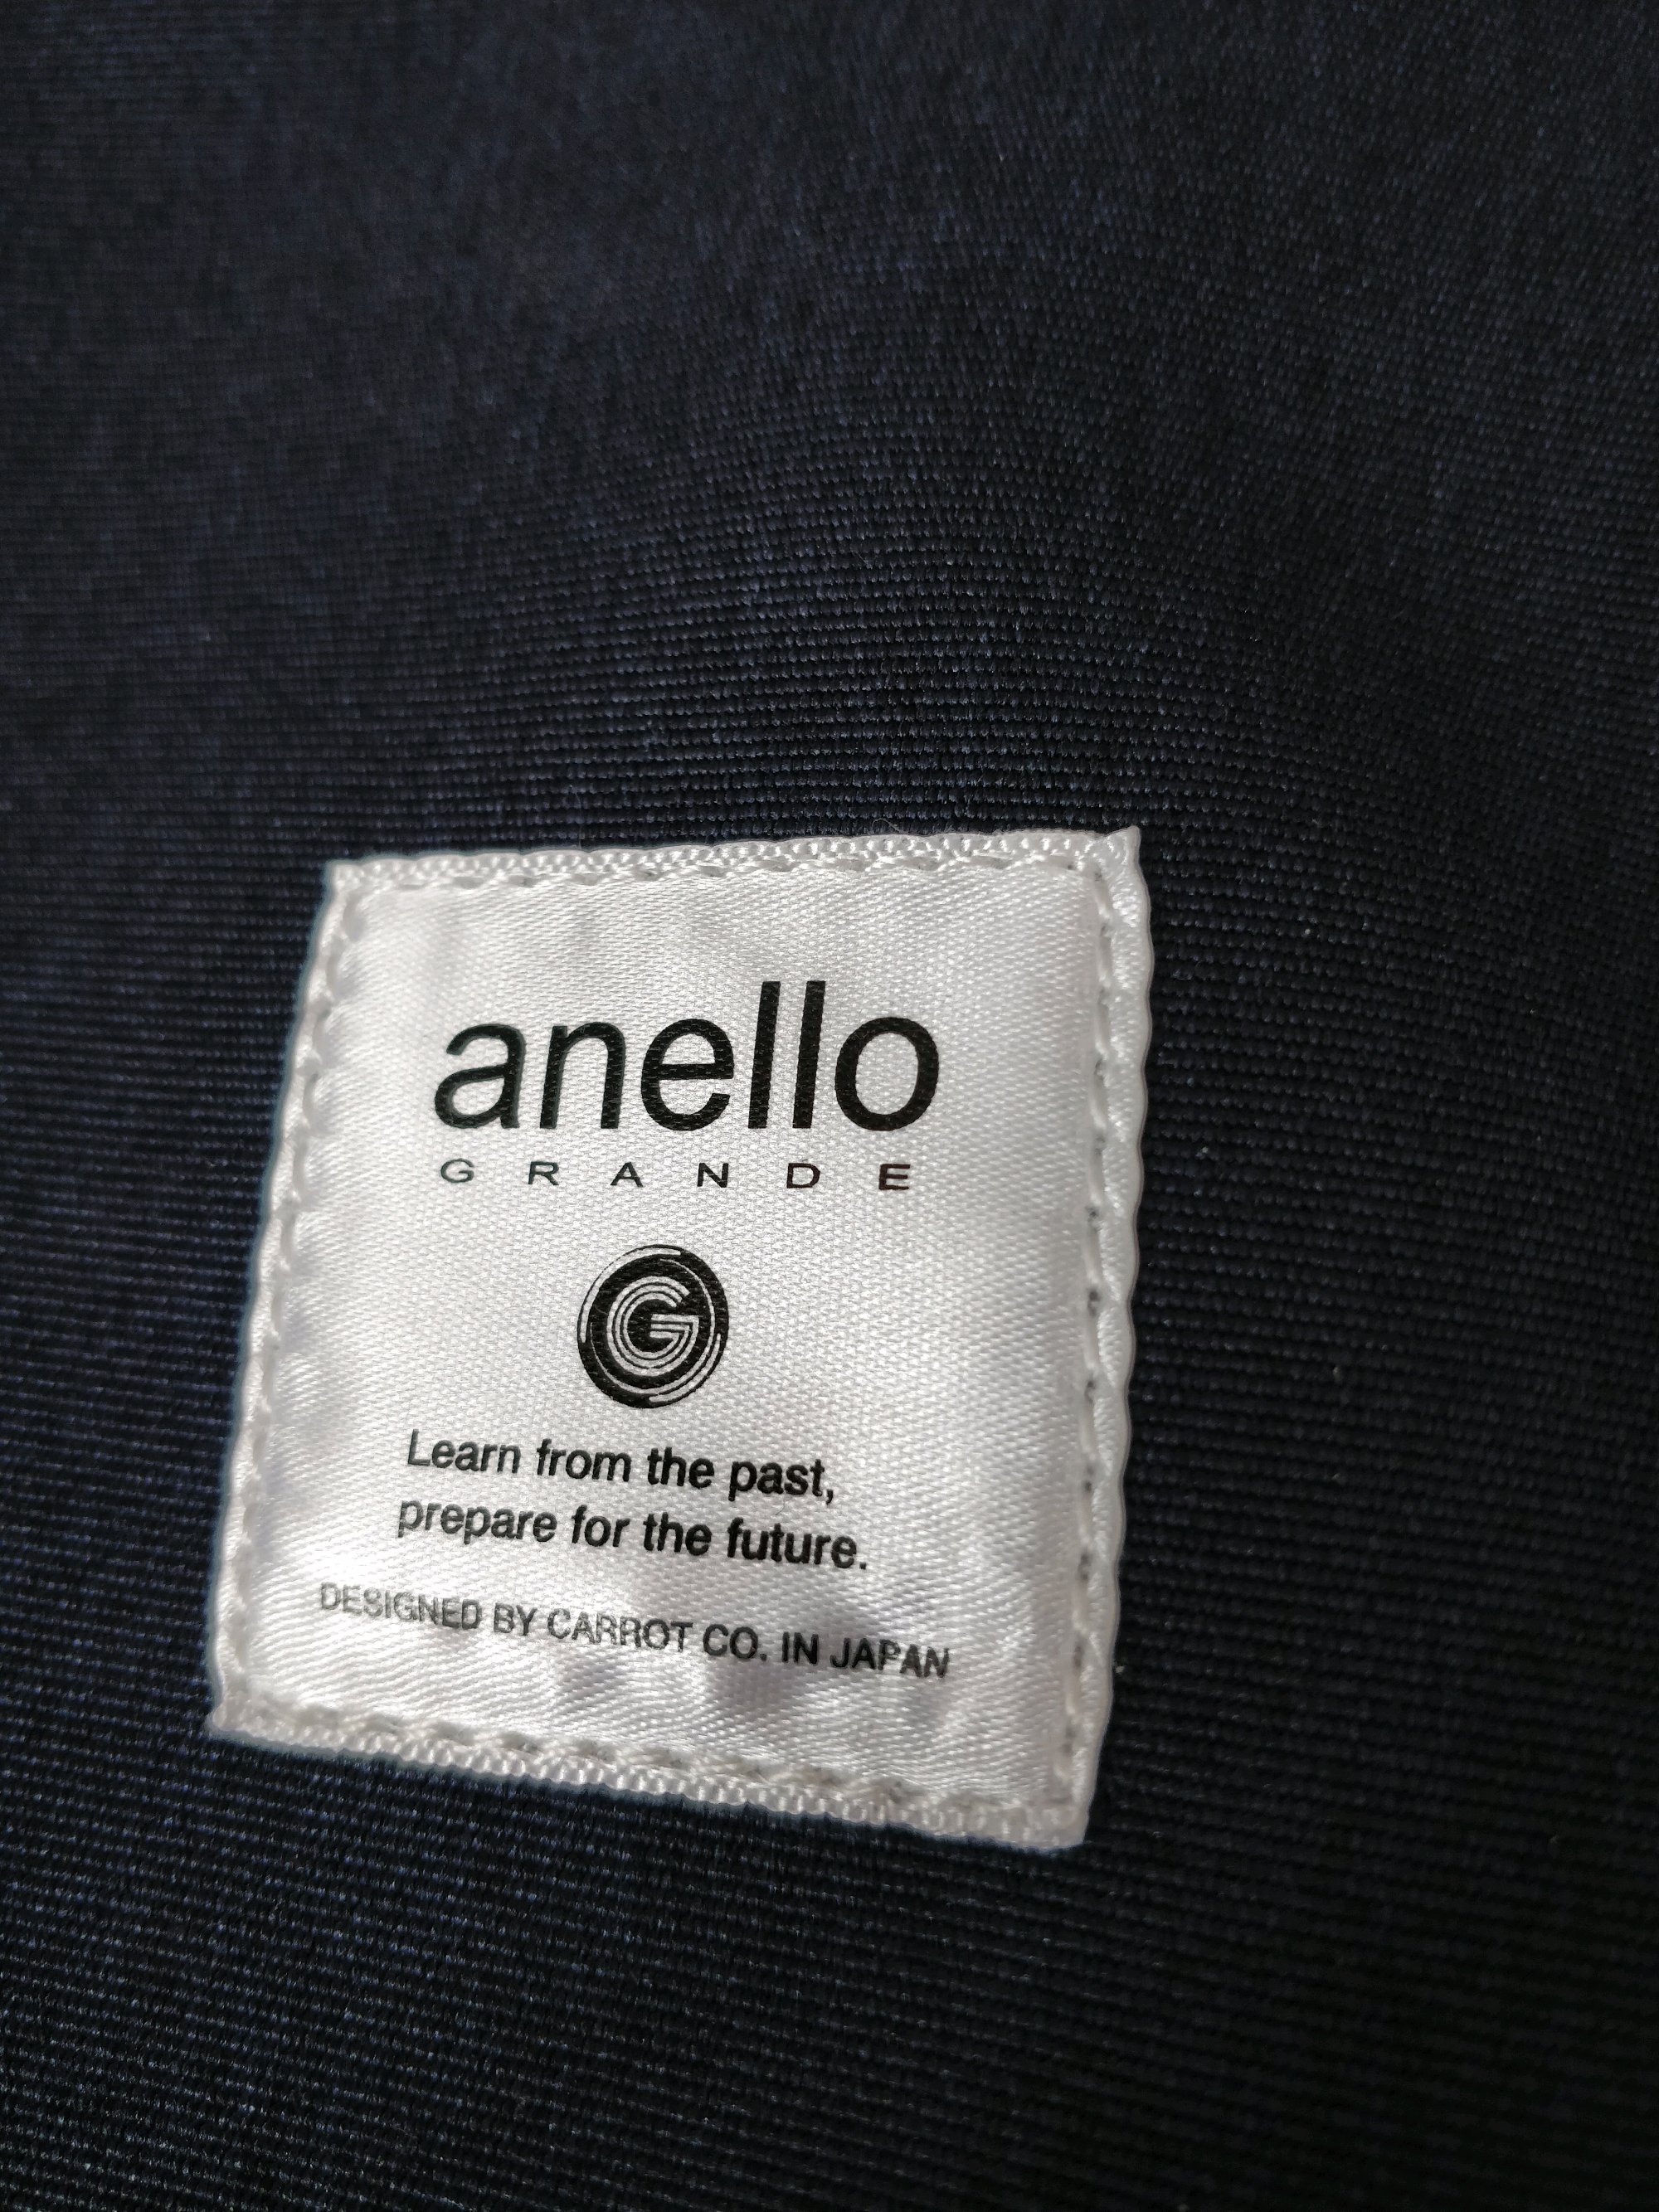 anello
GRANDE
G
Learn from the past,
prepare for the future.
DESIGNED BY CARROT CO. IN JAPAN